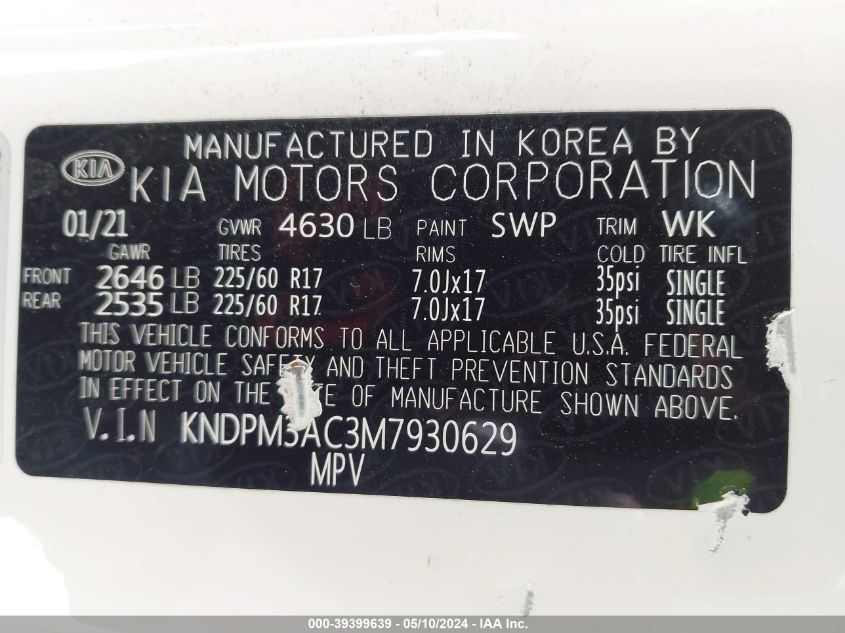 MANUFACTURED IN KOREA BY
KIA KIA MOTORS CORPORATION
01/21 GVWR 4630 LB PAINT SWP TRIM WK
GAWR TIRES RIMS COLD TIRE INFL
FRONT 2646 LB 225/60 R17 7.0Jx17 35psi SINGLE
REAR 2535 LB 225/60 R17 7.0Jx17 35psi SINGLE
THIS VEHICLE CONFORMS TO ALL APPLICABLE U.S.A. FEDERAL
MOTOR VEHICLE SAFETY AND THEFT PREVENTION STANDARDS
IN EFFECT ON THE DATE OF MANUFACTURE SHOWN ABOVE.
V.I.N KNDPM3AC3M7930629
MPV
000-39399639 - 05/10/2024 - IAA Inc.